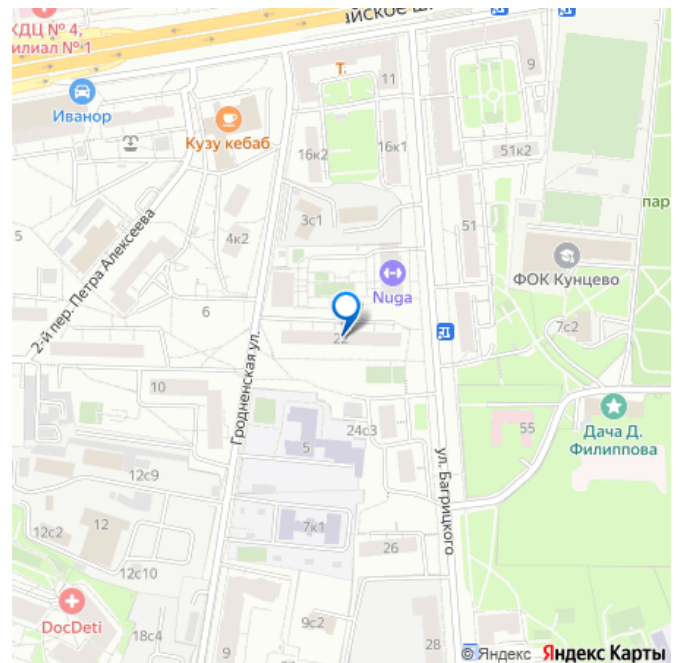 КДЦ № 4,
илиал № 1
айское ш
Т.
11
9
Иванор
Кузу кебаб
16к2
16к1
51к2
2-й пер. Петра Алексеева
3с1
51
пар
5
4к2
ФОК Кунцево
Nuga
6
7с2
22
Гродненская ул.
10
Дача Д.
Филиппова
24с3
55
5
ул. Багрицкого
12с9
12с2
12
7к1
26
12с10
DocDeti
18с4
9с2
9
28
© Яндекс Яндекс Карты